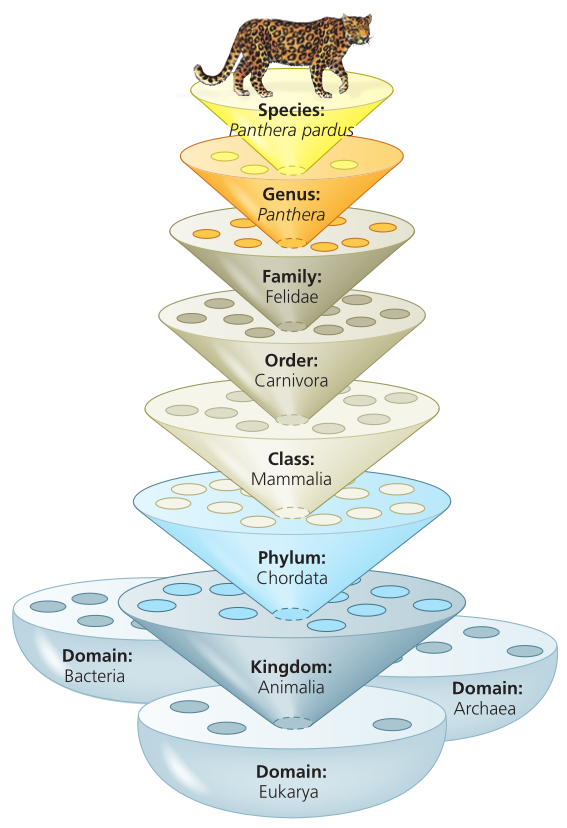 Species:
Panthera pardus
Genus:
Panthera
Family:
Felidae
Order:
Carnivora
Class:
Mammalia
Phylum:
Chordata
Domain:
Bacteria
Kingdom:
Animalia
Domain:
Archaea
Domain:
Eukarya